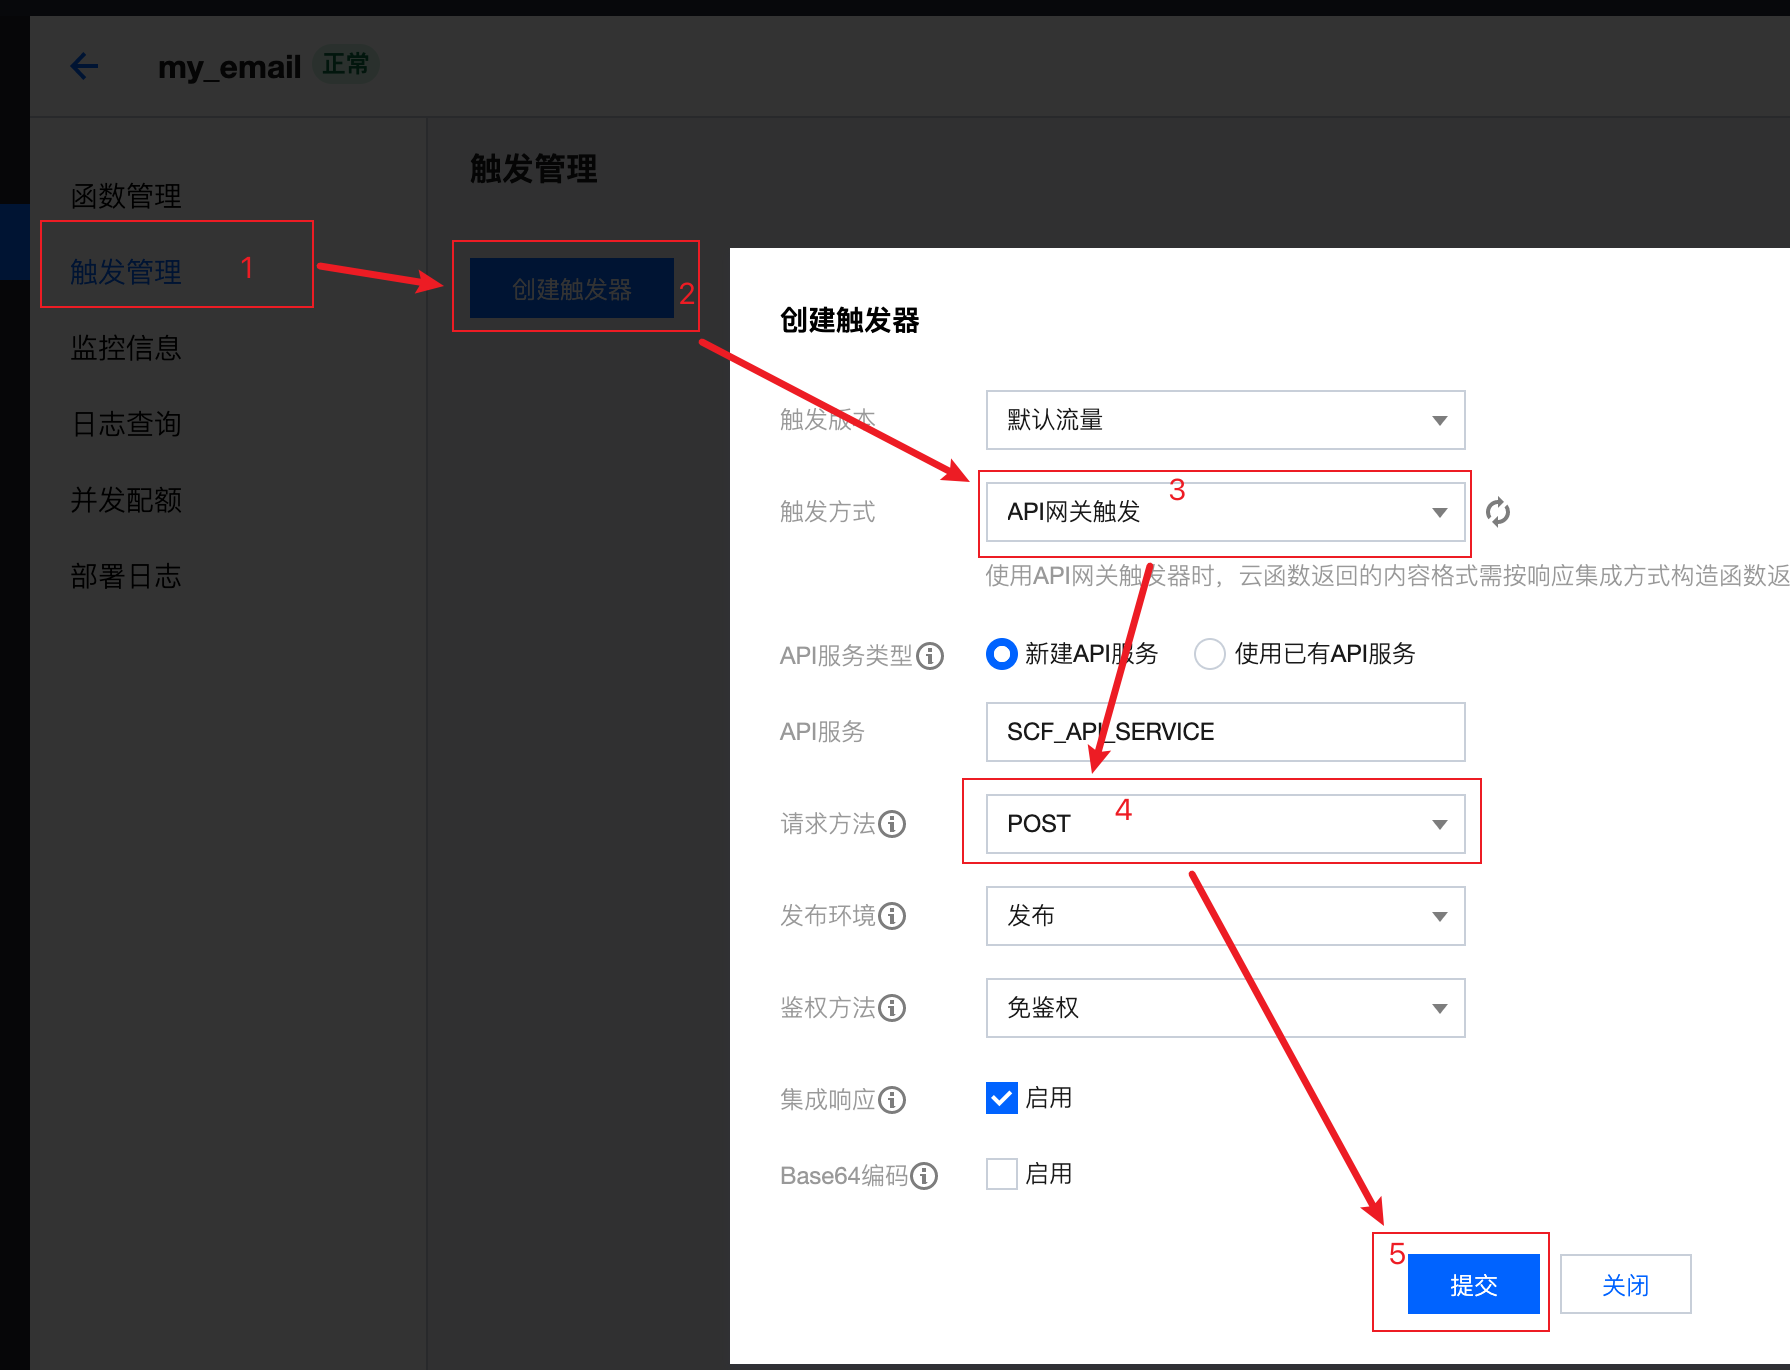 my_email 正常
函数管理
触发管理 1
监控信息
日志查询
并发配额
部署日志
触发管理
创建触发器 2
创建触发器
触发版本 默认流量
触发方式 API网关触发 3
使用API网关触发器时，云函数返回的内容格式需按响应集成方式构造函数返
API服务类型 新建API服务 使用已有API服务
API服务 SCF_API_SERVICE
请求方法 POST 4
发布环境 发布
鉴权方法 免鉴权
集成响应 启用
Base64编码 启用
5 提交 关闭